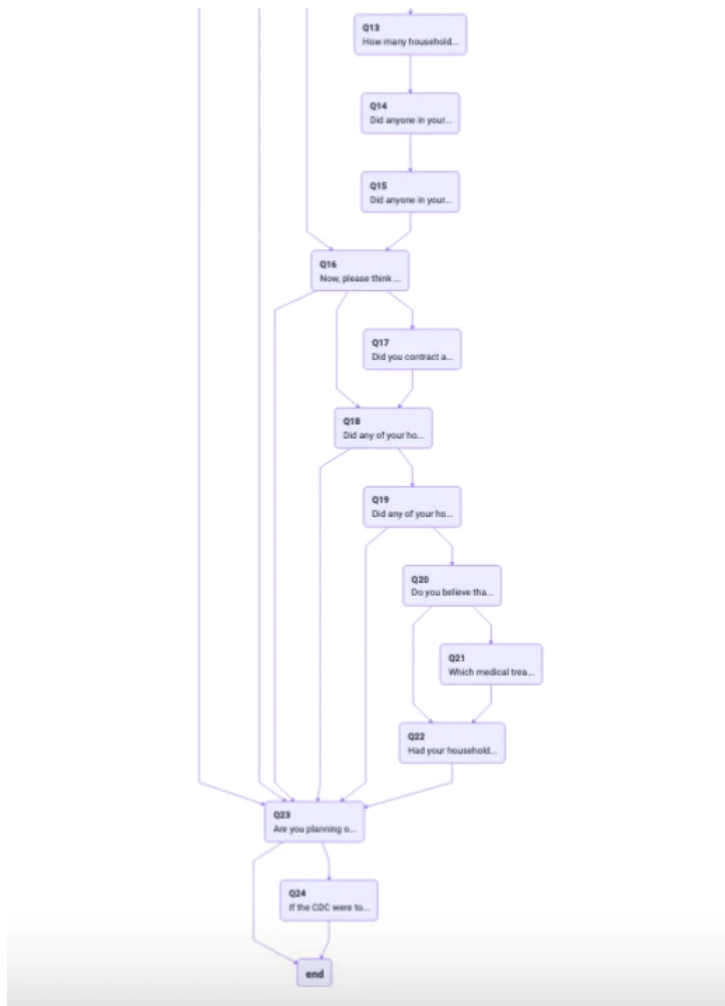 Q13
How many household...
Q14
Did anyone in your...
Q15
Did anyone in your...
Q16
Now, please think ...
Q17
Did you contract a...
Q18
Did any of your ho...
Q19
Did any of your ho...
Q20
Do you believe tha...
Q21
Which medical trea...
Q22
Had your household...
Q23
Are you planning o...
Q24
If the CDC were to...
end